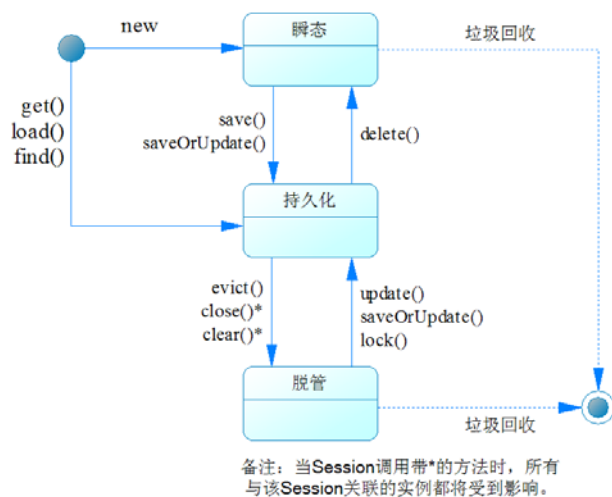 new
瞬态
垃圾回收
get()
load()
find()
save()
saveOrUpdate()
delete()
持久化
evict()
close()*
clear()*
update()
saveOrUpdate()
lock()
脱管
垃圾回收
备注：当Session调用带*的方法时，所有
与该Session关联的实例都将受到影响。